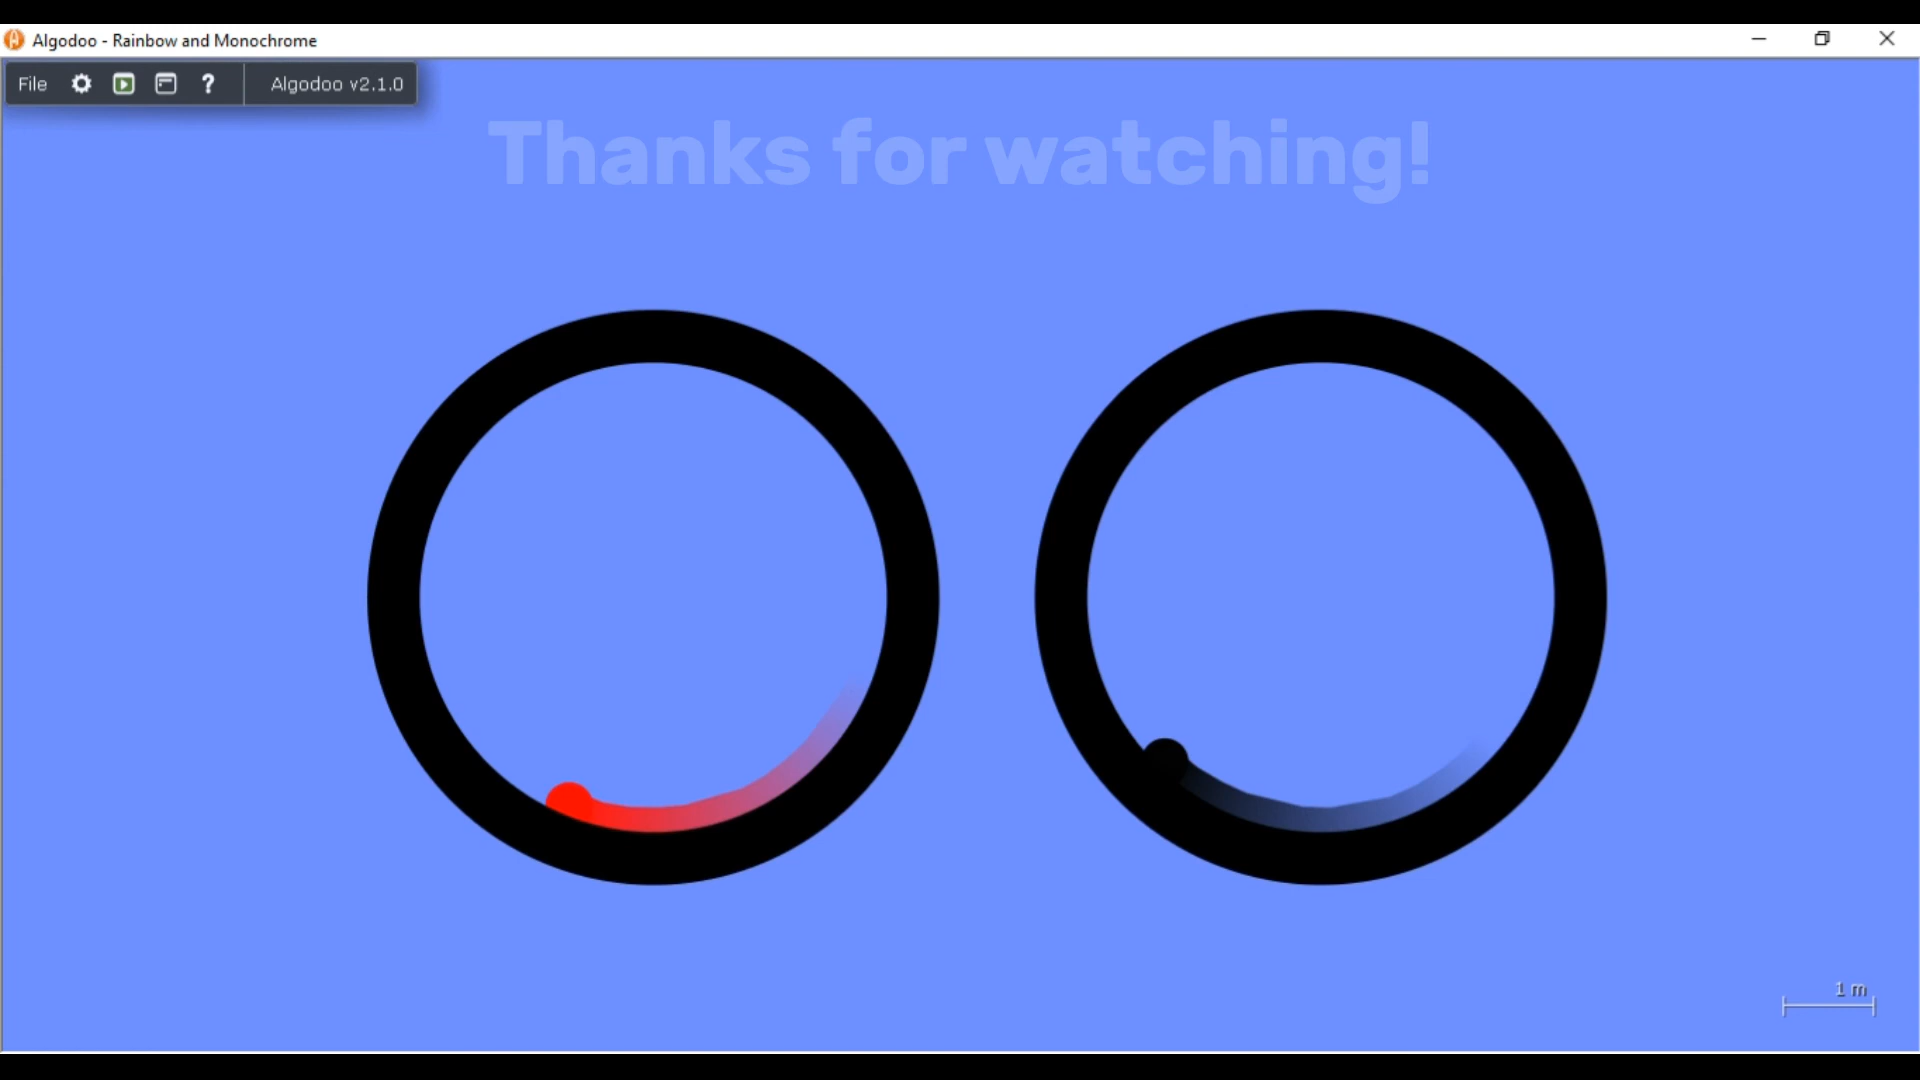 Algodoo - Rainbow and Monochrome
File ? Algodoo v2.1.0
Thanks for watching!
1 m